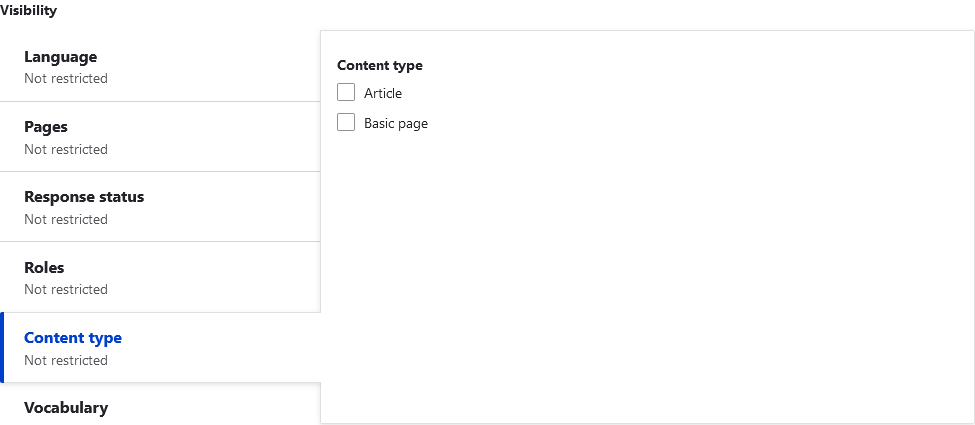 Visibility
Language
Not restricted
Pages
Not restricted
Response status
Not restricted
Roles
Not restricted
Content type
Not restricted
Vocabulary
Content type
Article
Basic page